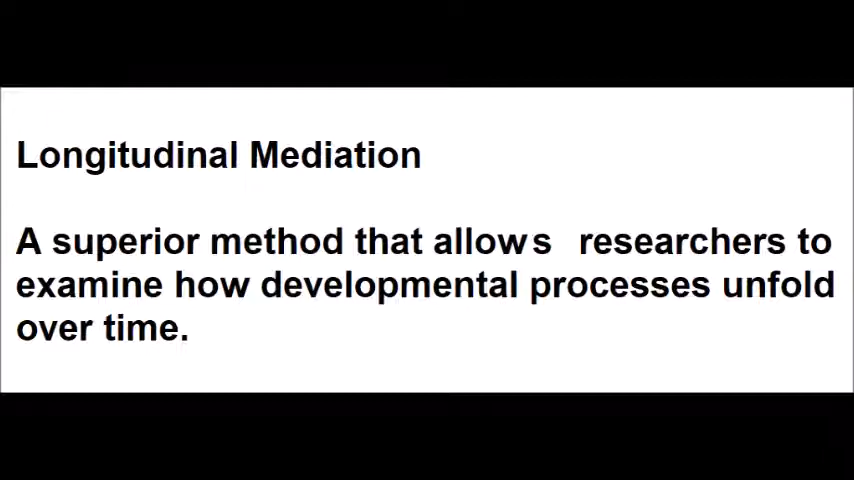 Longitudinal Mediation
A superior method that allows researchers to
examine how developmental processes unfold
over time.